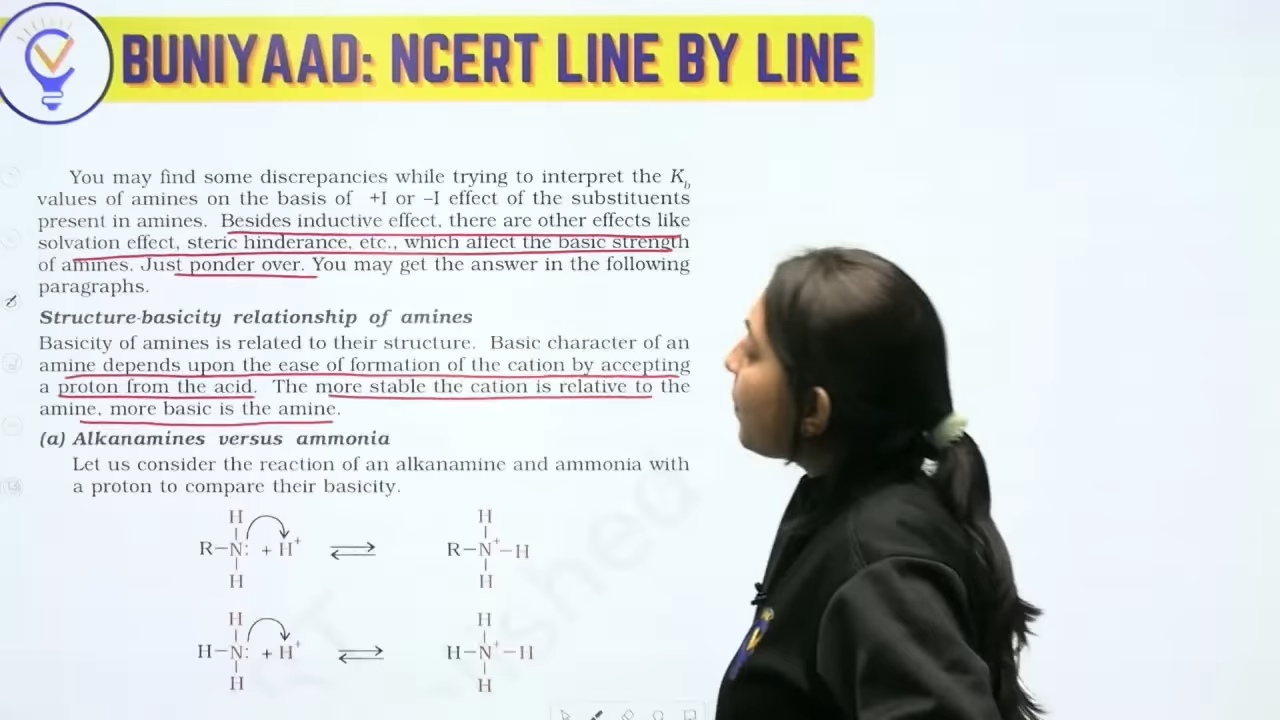 BUNIYAAD: NCERT LINE BY LINE
You may find some discrepancies while trying to interpret the Kb
values of amines on the basis of +I or –I effect of the substituents
present in amines. Besides inductive effect, there are other effects like
solvation effect, steric hinderance, etc., which affect the basic strength
of amines. Just ponder over. You may get the answer in the following
paragraphs.
Structure-basicity relationship of amines
Basicity of amines is related to their structure. Basic character of an
amine depends upon the ease of formation of the cation by accepting
a proton from the acid. The more stable the cation is relative to the
amine, more basic is the amine.
(a) Alkanamines versus ammonia
Let us consider the reaction of an alkanamine and ammonia with
a proton to compare their basicity.
H H
R–N: + H⁺ ⇌ R–N⁺–H
H H
H H
H–N: + H⁺ ⇌ H–N⁺–H
H H